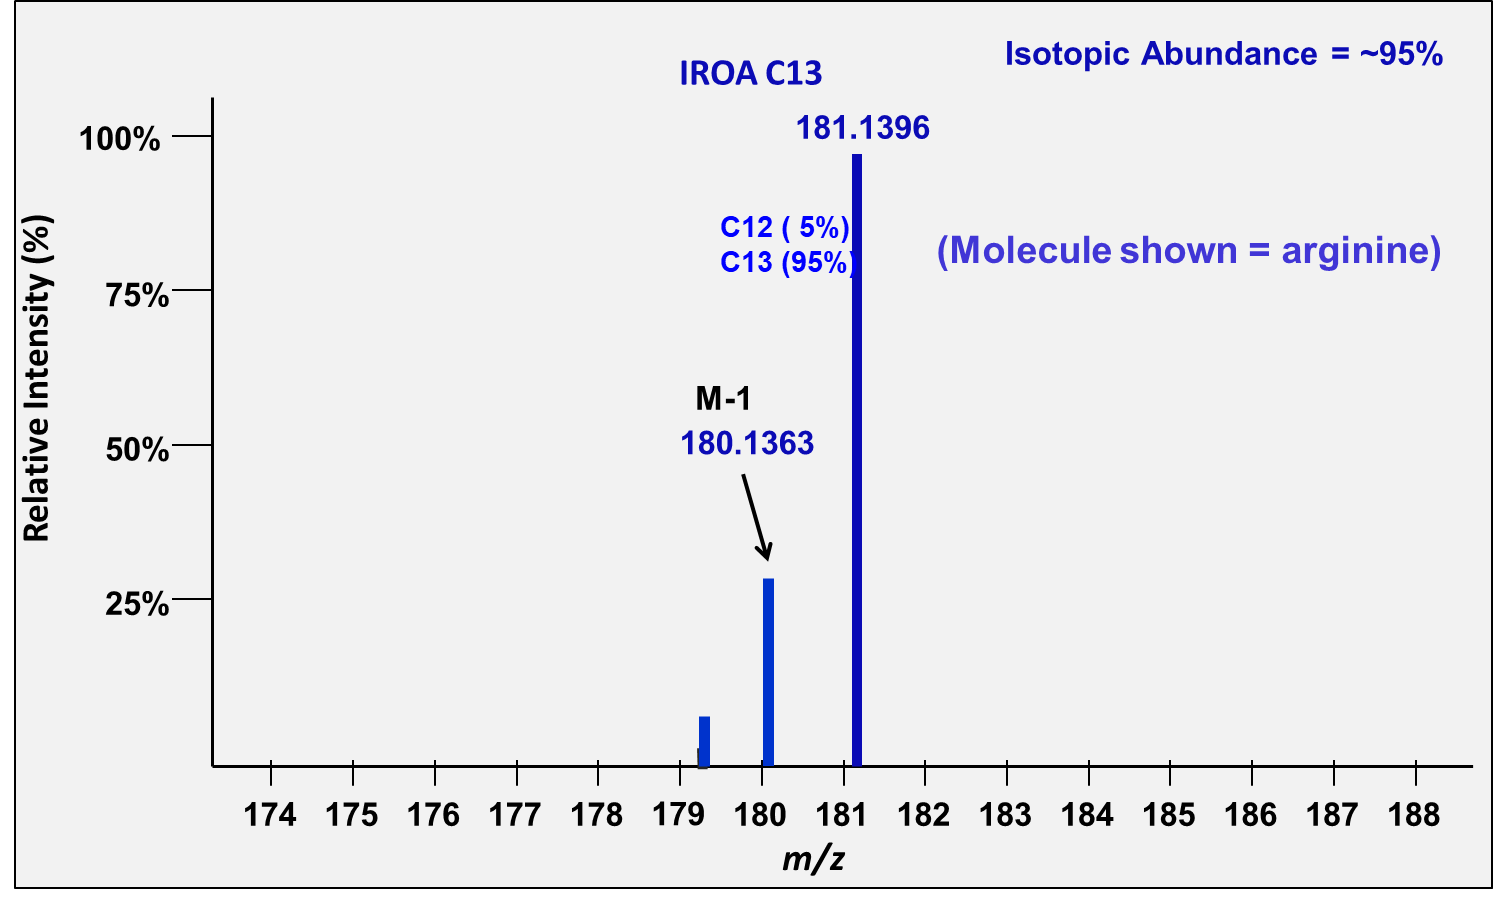 Isotopic Abundance = ~95%
IROA C13
181.1396
100%
C12 ( 5%)
C13 (95%)
(Molecule shown = arginine)
75%
M-1
180.1363
50%
25%
Relative Intensity (%)
174 175 176 177 178 179 180 181 182 183 184 185 186 187 188
m/z